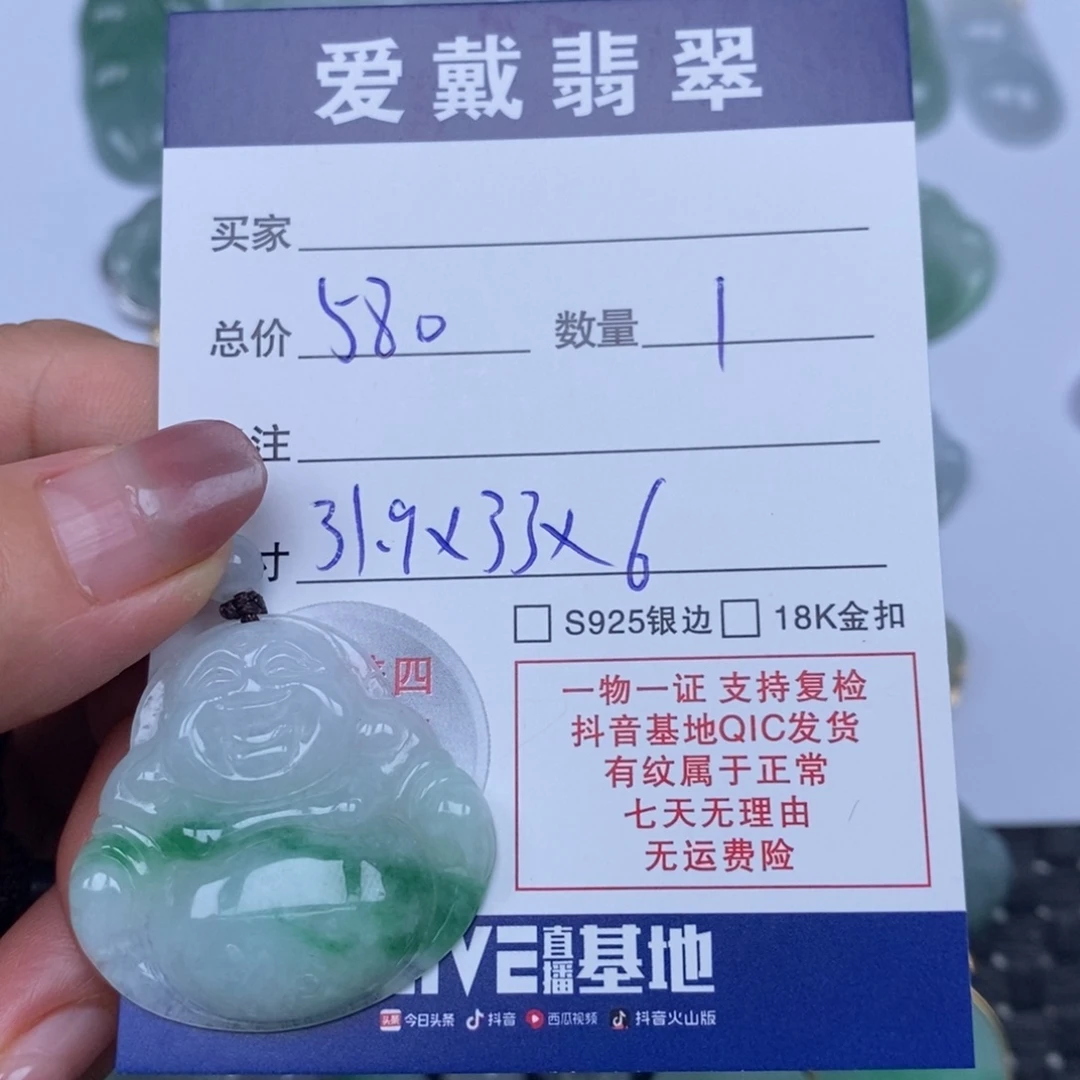 爱戴翡翠
买家
总价 580 数量 1
注
31.9x33x6
寸
S925银边 18K金扣
四
一物一证 支持复检
抖音基地QIC发货
有纹属于正常
七天无理由
无运费险
直播基地
头条 今日头条 抖音 西瓜视频 抖音火山版